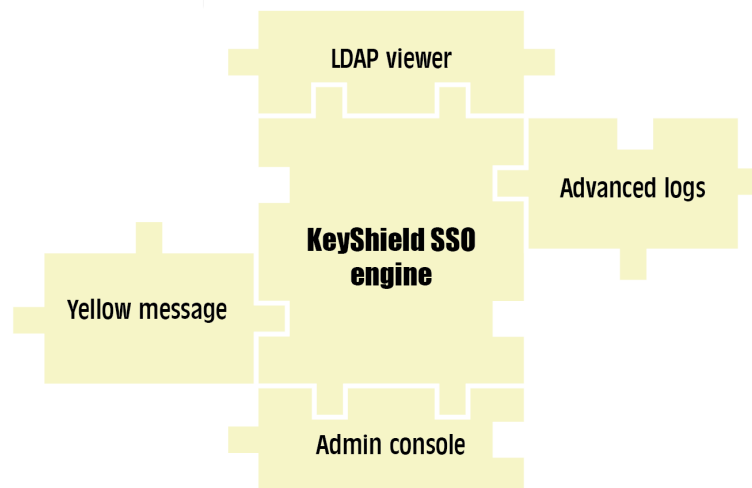 LDAP viewer
Advanced logs
KeyShield SSO
engine
Yellow message
Admin console